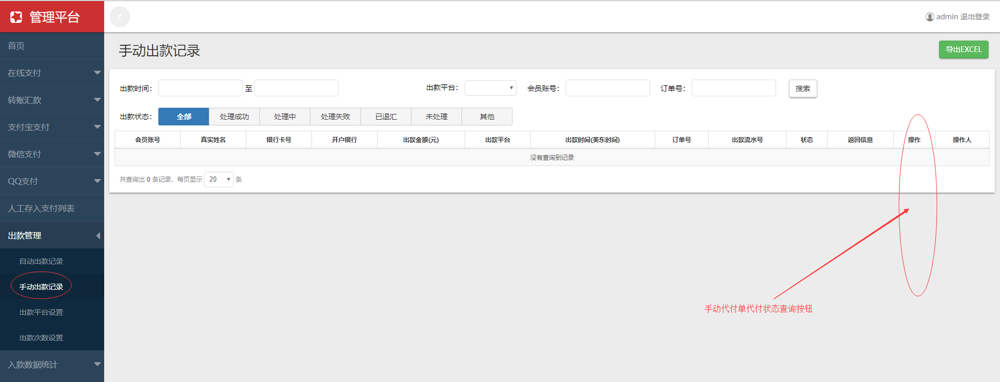 管理平台
admin 退出登录
首页
在线支付
转账汇款
支付宝支付
微信支付
QQ支付
人工存入支付列表
出款管理
自动出款记录
手动出款记录
出款平台设置
出款次数设置
入款数据统计
手动出款记录
导出EXCEL
出款时间： 至 出款平台： 会员账号： 订单号： 搜索
出款状态： 全部 处理成功 处理中 处理失败 已退汇 未处理 其他
会员账号 真实姓名 银行卡号 开户银行 出款金额(元) 出款平台 出款时间(美东时间) 订单号 出款流水号 状态 返回信息 操作 操作人
没有查询到记录
共查询出 0 条记录，每页显示 20 条
手动代付单代付状态查询按钮